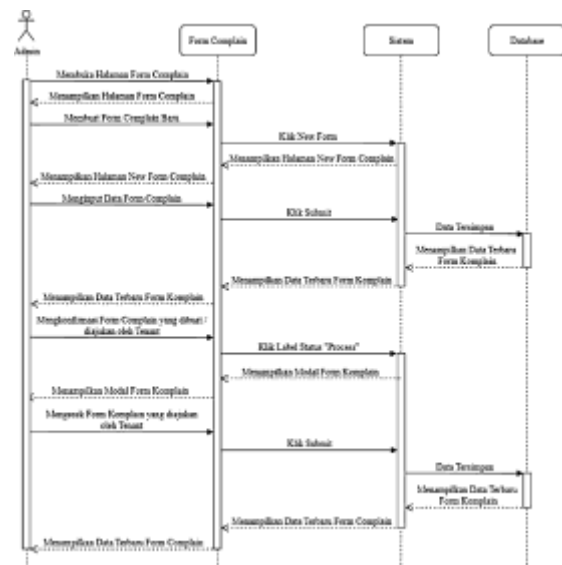 Admin
Form Complain
Sistem
Database
Membuka Halaman Form Complain
Menampilkan Halaman Form Complain
Membuat Form Complain Baru
Klik New Form
Menampilkan Halaman New Form Complain
Menampilkan Halaman New Form Complain
Menginput Data Form Complain
Klik Submit
Data Tersimpan
Menampilkan Data Terbaru
Form Komplain
Menampilkan Data Terbaru Form Komplain
Menampilkan Data Terbaru Form Komplain
Mengkonfirmasi Form Complain yang dibuat /
diajukan oleh Tenant
Klik Label Status "Process"
Menampilkan Modal Form Komplain
Menampilkan Modal Form Komplain
Form Komplain yang diajukan
oleh Tenant
Klik Submit
Data Tersimpan
Menampilkan Data Terbaru
Form Komplain
Menampilkan Data Terbaru Form Complain
Menampilkan Data Terbaru Form Complain